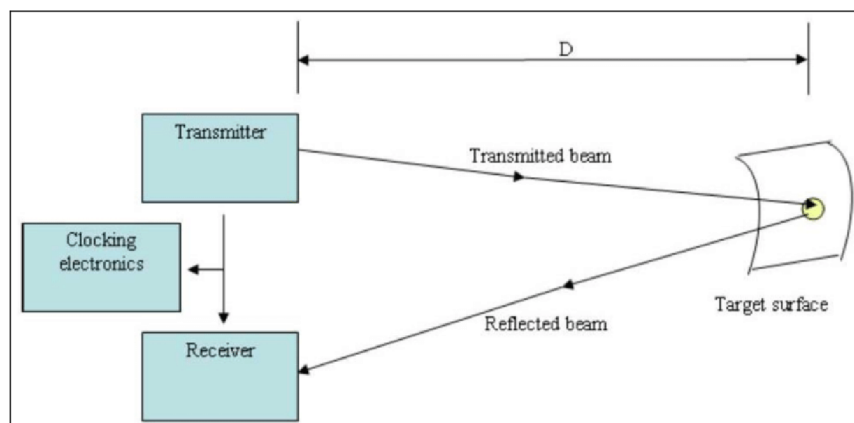 D
Transmitter
Transmitted beam
Clocking
electronics
Target surface
Reflected beam
Receiver